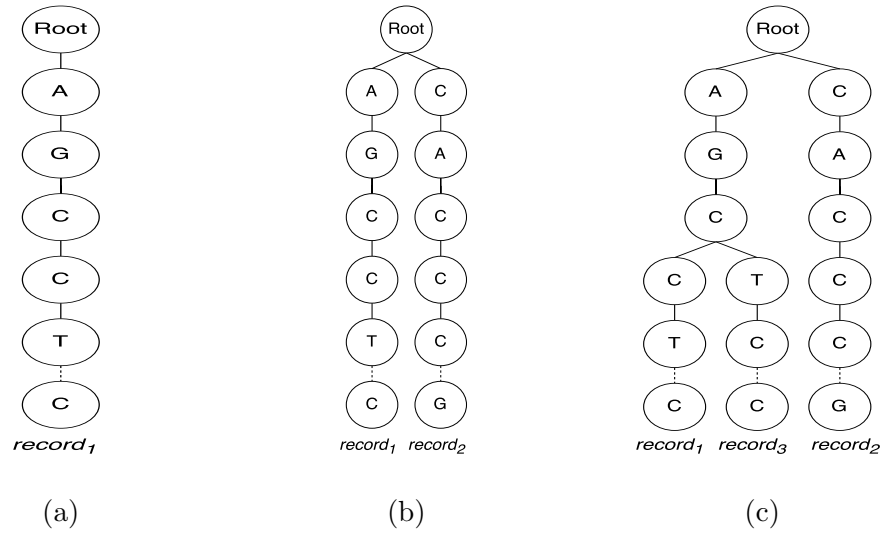 Root
A
G
C
C
T
C
record1
(a)
Root
A C
G A
C C
C C
T C
C G
record1 record2
(b)
Root
A C
G A
C C
C T C
T C C
C C G
record1 record3 record2
(c)